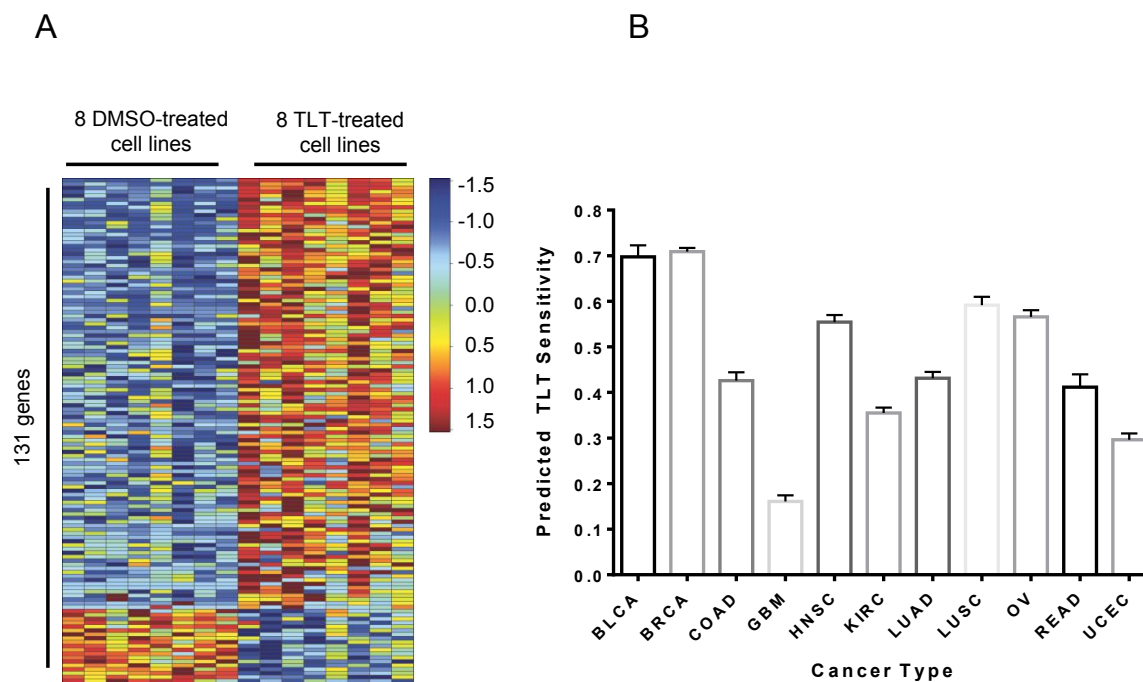 A
B
8 DMSO-treated
cell lines
8 TLT-treated
cell lines
131 genes
-1.5
-1.0
-0.5
0.0
0.5
1.0
1.5
Predicted TLT Sensitivity
0.8
0.7
0.6
0.5
0.4
0.3
0.2
0.1
0.0
BLCA
BRCA
COAD
GBM
HNSC
KIRC
LUAD
LUSC
OV
READ
UCEC
Cancer Type